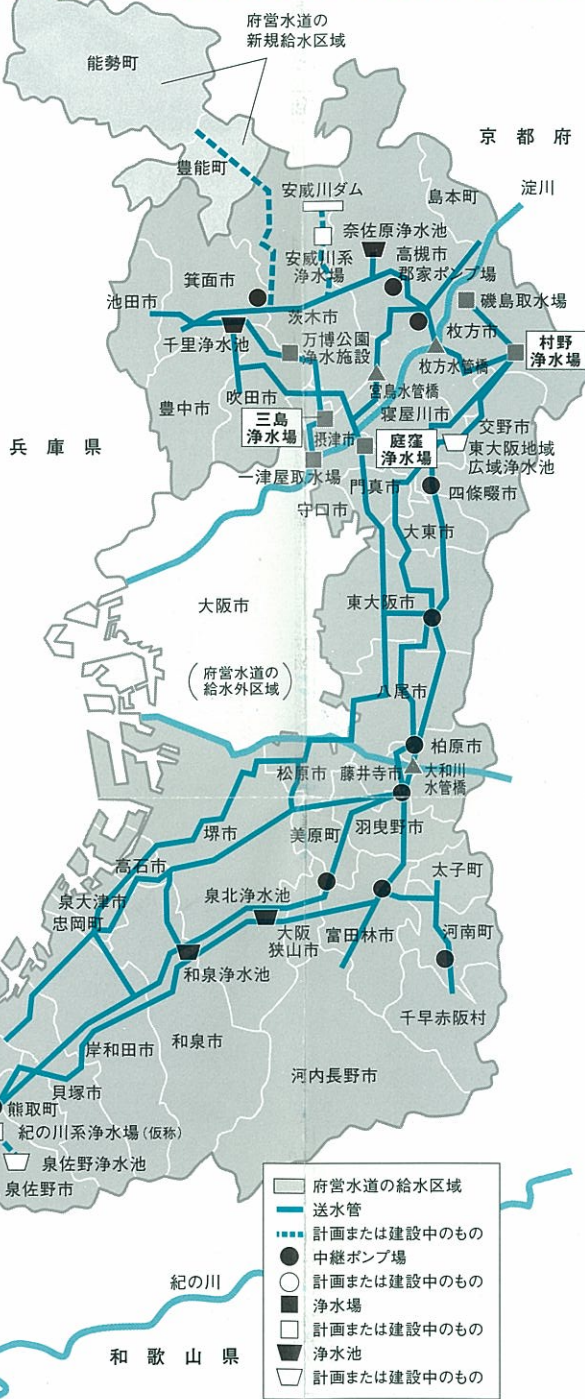 府営水道の
新規給水区域
能勢町
京都府
豊能町
安威川ダム
島本町
淀川
奈佐原浄水池
安威川系
浄水場
高槻市
郡家ポンプ場
箕面市
磯島取水場
池田市
茨木市
枚方市
村野
浄水場
千里浄水池
万博公園
浄水施設
枚方水管橋
宮島水管橋
吹田市
豊中市
寝屋川市
三島
浄水場
交野市
兵庫県
摂津市
庭窪
浄水場
東大阪地域
広域浄水池
一津屋取水場
門真市
四條畷市
守口市
大東市
大阪市
東大阪市
(府営水道の
給水外区域)
八尾市
柏原市
松原市
藤井寺市
大和川
水管橋
堺市
美原町
羽曳野市
高石市
太子町
泉大津市
忠岡町
泉北浄水池
大阪
狭山市
富田林市
河南町
和泉浄水池
千早赤阪村
岸和田市
和泉市
河内長野市
貝塚市
熊取町
紀の川系浄水場(仮称)
泉佐野浄水池
泉佐野市
府営水道の給水区域
送水管
計画または建設中のもの
中継ポンプ場
計画または建設中のもの
浄水場
計画または建設中のもの
浄水池
計画または建設中のもの
紀の川
和歌山県